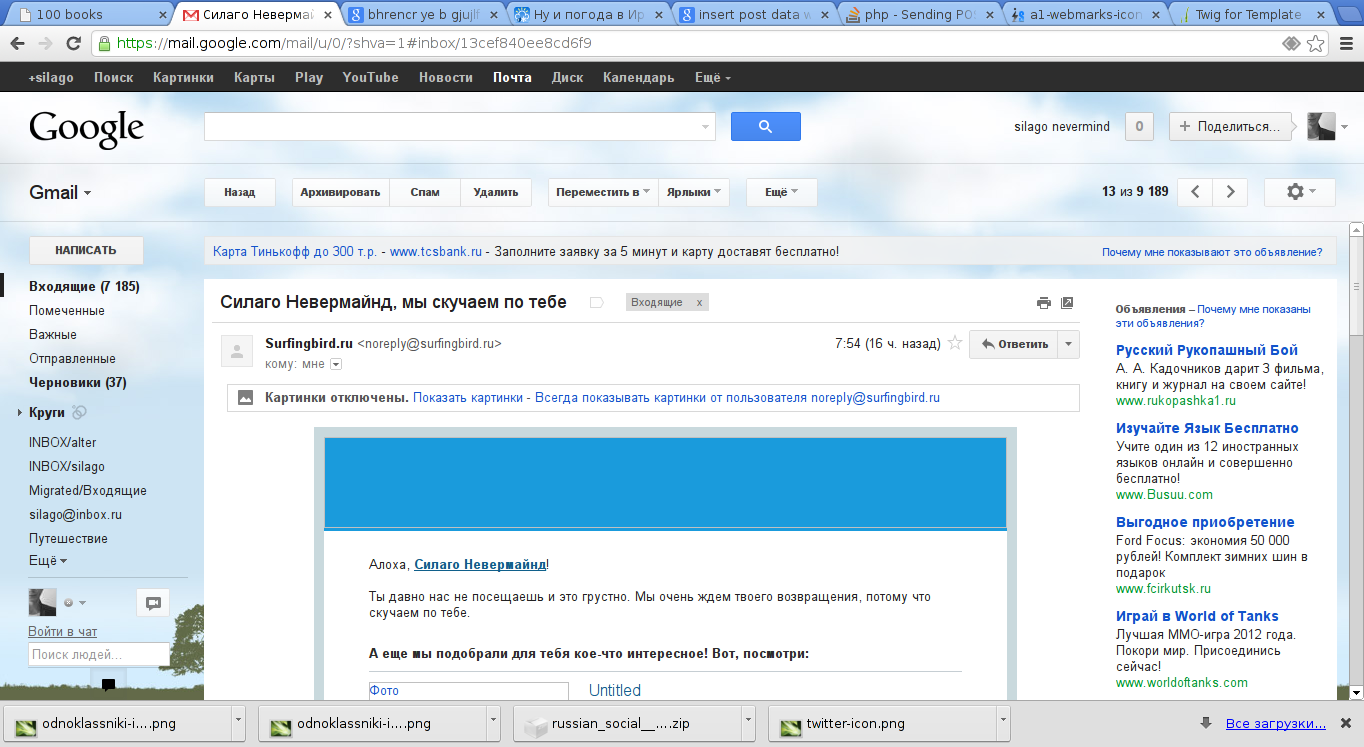 100 books
Силаго Невермай
bhrencr ye b gjujlf
Ну и погода в Ир
insert post data w
php - Sending POS
a1-webmarks-icon
Twig for Template
https://mail.google.com/mail/u/0/?shva=1#inbox/13cef840ee8cd6f9
+silago Поиск Картинки Карты Play YouTube Новости Почта Диск Календарь Ещё
Google
silago nevermind 0 + Поделиться...
Gmail
Назад Архивировать Спам Удалить Переместить в Ярлыки Ещё
13 из 9 189
НАПИСАТЬ
Входящие (7 185)
Помеченные
Важные
Отправленные
Черновики (37)
Круги
INBOX/alter
INBOX/silago
Migrated/Входящие
silago@inbox.ru
Путешествие
Ещё
Войти в чат
Поиск людей...
Карта Тинькофф до 300 т.р. - www.tcsbank.ru - Заполните заявку за 5 минут и карту доставят бесплатно!
Почему мне показывают это объявление?
Силаго Невермайнд, мы скучаем по тебе
Входящие x
Surfingbird.ru <noreply@surfingbird.ru>
7:54 (16 ч. назад)
Ответить
кому: мне
Картинки отключены. Показать картинки - Всегда показывать картинки от пользователя noreply@surfingbird.ru
Алоха, Силаго Невермайнд!
Ты давно нас не посещаешь и это грустно. Мы очень ждем твоего возвращения, потому что
скучаем по тебе.
А еще мы подобрали для тебя кое-что интересное! Вот, посмотри:
Фото
Untitled
Объявления – Почему мне показаны
эти объявления?
Русский Рукопашный Бой
А. А. Кадочников дарит 3 фильма,
книгу и журнал на своем сайте!
www.rukopashka1.ru
Изучайте Язык Бесплатно
Учите один из 12 иностранных
языков онлайн и совершенно
бесплатно!
www.Busuu.com
Выгодное приобретение
Ford Focus: экономия 50 000
рублей! Комплект зимних шин в
подарок
www.fcirkutsk.ru
Играй в World of Tanks
Лучшая ММО-игра 2012 года.
Покори мир. Присоединись
сейчас!
www.worldoftanks.com
odnoklassniki-i....png
odnoklassniki-i....png
russian_social__....zip
twitter-icon.png
Все загрузки...